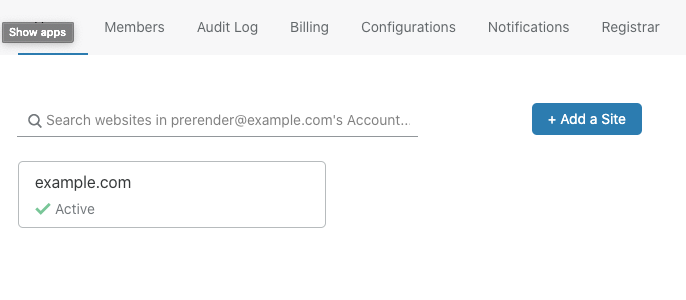 Show apps
Members Audit Log Billing Configurations Notifications Registrar
Search websites in prerender@example.com's Account...
+ Add a Site
example.com
Active